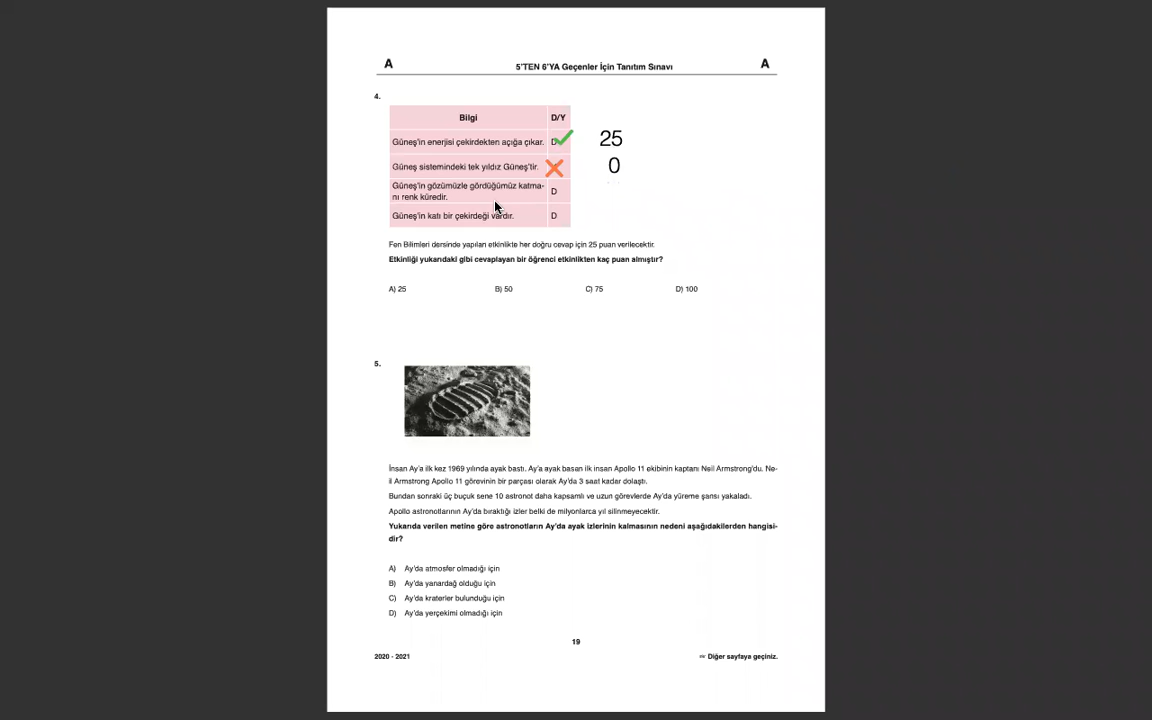 A 5'TEN 6'YA Geçenler İçin Tanıtım Sınavı A
4.
Bilgi D/Y
Güneş'in enerjisi çekirdekten açığa çıkar. D 25
Güneş sistemindeki tek yıldız Güneş'tir. 0
Güneş'in gözümüzle gördüğümüz katma-
nı renk küredir. D
Güneş'in katı bir çekirdeği vardır. D
Fen Bilimleri dersinde yapılan etkinlikte her doğru cevap için 25 puan verilecektir.
Etkinliği yukarıdaki gibi cevaplayan bir öğrenci etkinlikten kaç puan almıştır?
A) 25 B) 50 C) 75 D) 100
5.
İnsan Ay'a ilk kez 1969 yılında ayak bastı. Ay'a ayak basan ilk insan Apollo 11 ekibinin kaptanı Neil Armstrong'du. Ne-
il Armstrong Apollo 11 görevinin bir parçası olarak Ay'da 3 saat kadar dolaştı.
Bundan sonraki üç buçuk sene 10 astronot daha kapsamlı ve uzun görevlerde Ay'da yüreme şansı yakaladı.
Apollo astronotlarının Ay'da bıraktığı izler belki de milyonlarca yıl silinmeyecektir.
Yukarıda verilen metine göre astronotların Ay'da ayak izlerinin kalmasının nedeni aşağıdakilerden hangisi-
dir?
A) Ay'da atmosfer olmadığı için
B) Ay'da yanardağ olduğu için
C) Ay'da kraterler bulunduğu için
D) Ay'da yerçekimi olmadığı için
19
2020 - 2021 Diğer sayfaya geçiniz.